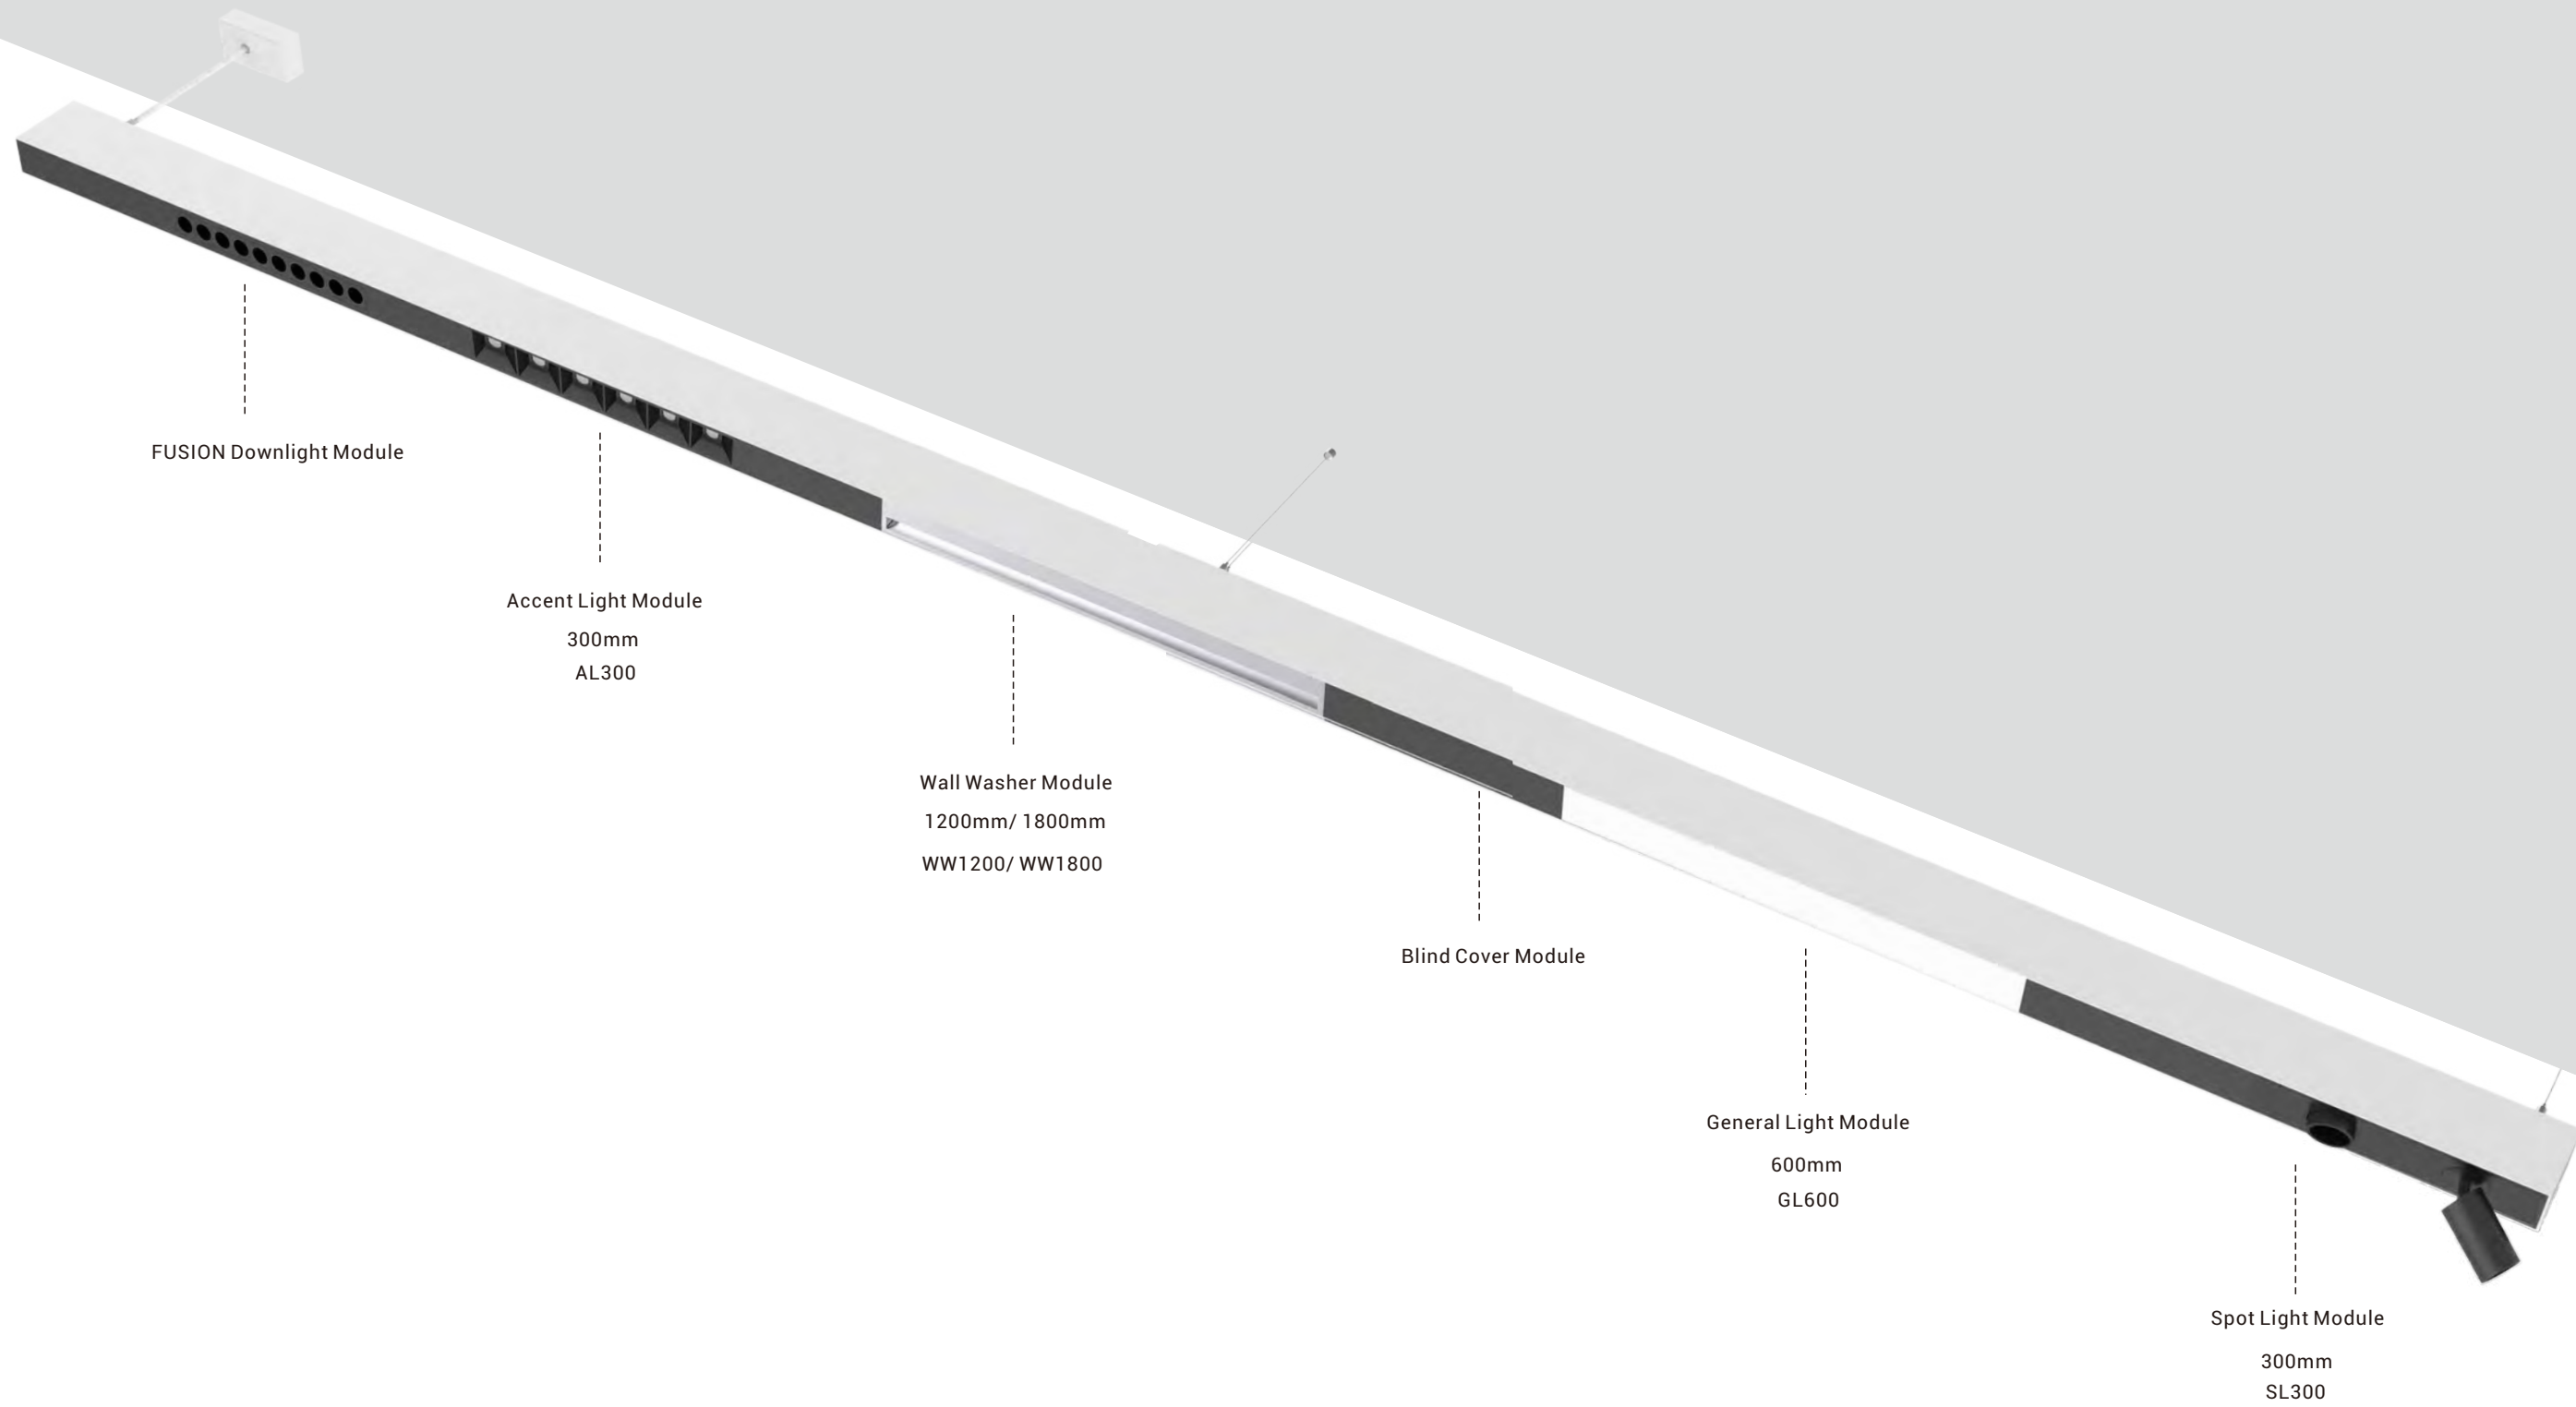 FUSION Downlight Module
Accent Light Module
300mm
AL300
Wall Washer Module
1200mm/ 1800mm
WW1200/ WW1800
Blind Cover Module
General Light Module
600mm
GL600
Spot Light Module
300mm
SL300